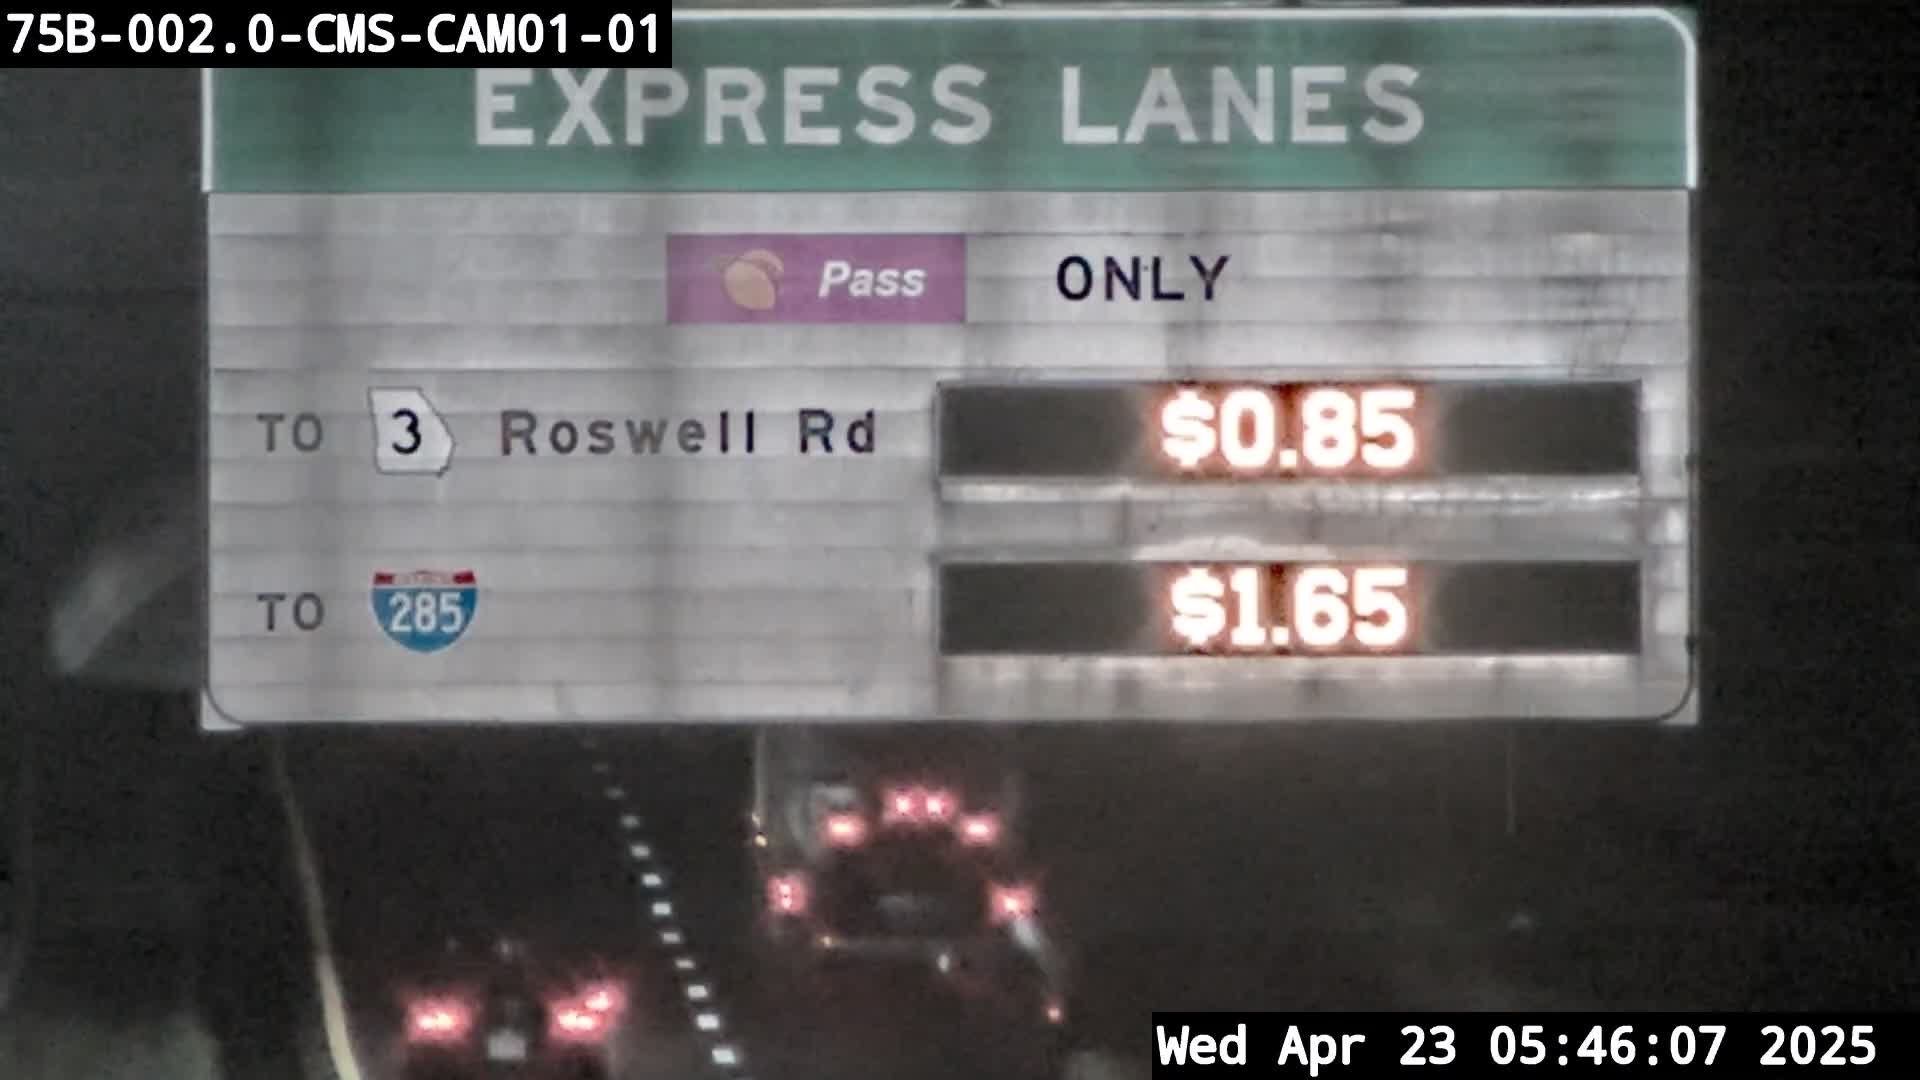 75B-002.0-CMS-CAM01-01
EXPRESS LANES
Pass ONLY
TO 3 Roswell Rd $0.85
TO 285 $1.65
Wed Apr 23 05:46:07 2025